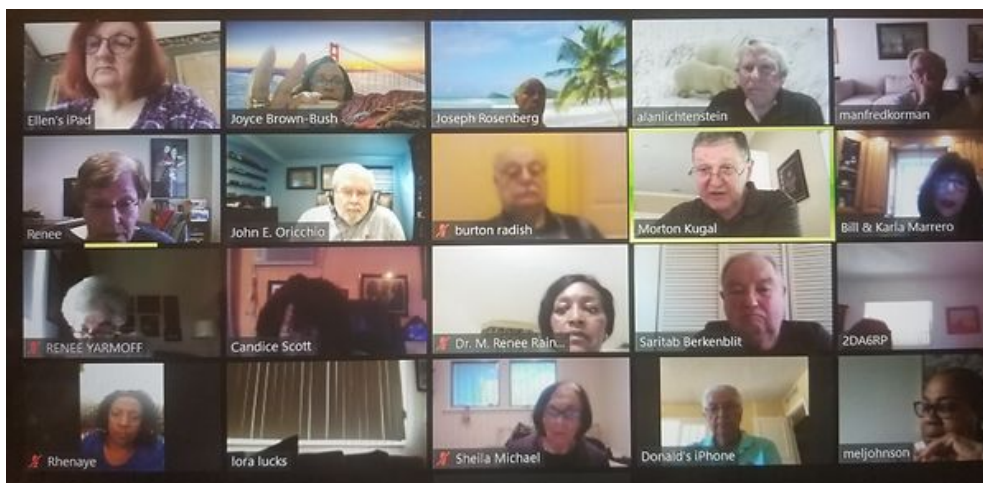 Ellen's iPad
Joyce Brown-Bush
Joseph Rosenberg
alanlichtenstein
manfredkorman
Renee
John E. Oricchio
burton radish
Morton Kugal
Bill & Karla Marrero
RENEE YARMOFF
Candice Scott
Dr. M. Renee Rain...
Saritab Berkenblit
2DA6RP
Rhenaye
lora lucks
Sheila Michael
Donald's iPhone
meljohnson